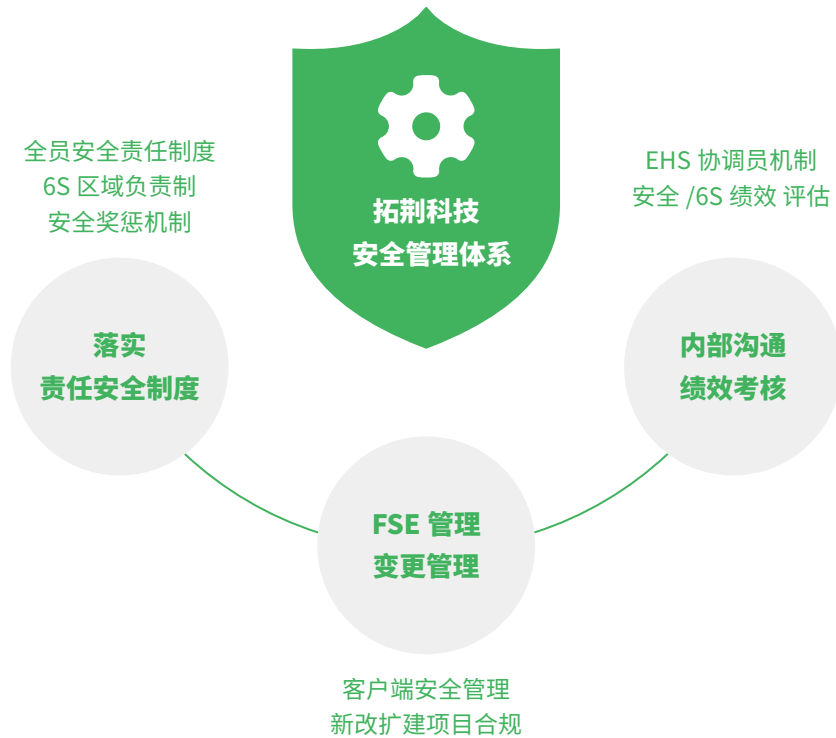 拓荆科技
安全管理体系
全员安全责任制度
6S 区域负责制
安全奖惩机制
落实
责任安全制度
EHS 协调员机制
安全 /6S 绩效 评估
内部沟通
绩效考核
FSE 管理
变更管理
客户端安全管理
新改扩建项目合规